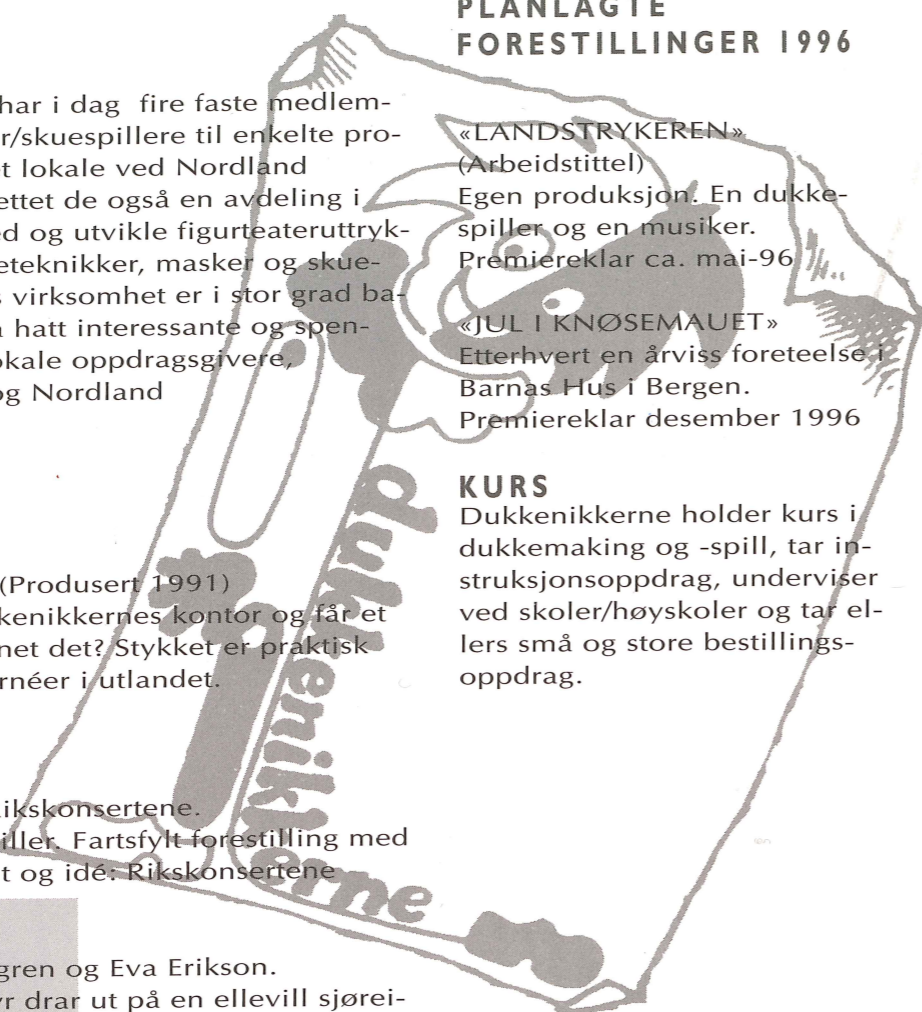 har i dag fire faste medlem-
r/skuespillere til enkelte pro-
t lokale ved Nordland
ettet de også en avdeling i
d og utvikle figurteateruttryk-
eteknikker, masker og skue-
s virksomhet er i stor grad ba-
hatt interessante og spen-
okale oppdragsgivere,
og Nordland
(Produsert 1991)
kkenikkernes kontor og får et
net det? Stykket er praktisk
rnéer i utlandet.
Rikskonsertene.
iller. Fartsfylt forestilling med
t og idé: Rikskonsertene
gren og Eva Erikson.
yr drar ut på en ellevill sjørei-
PLANLAGTE
FORESTILLINGER 1996
«LANDSTRYKEREN»
(Arbeidstittel)
Egen produksjon. En dukke-
spiller og en musiker.
Premiereklar ca. mai-96
«JUL I KNØSEMAUET»
Etterhvert en årviss foreteelse i
Barnas Hus i Bergen.
Premiereklar desember 1996
KURS
Dukkenikkerne holder kurs i
dukkemaking og -spill, tar in-
struksjonsoppdrag, underviser
ved skoler/høyskoler og tar el-
lers små og store bestillings-
oppdrag.
dukkenikkerne